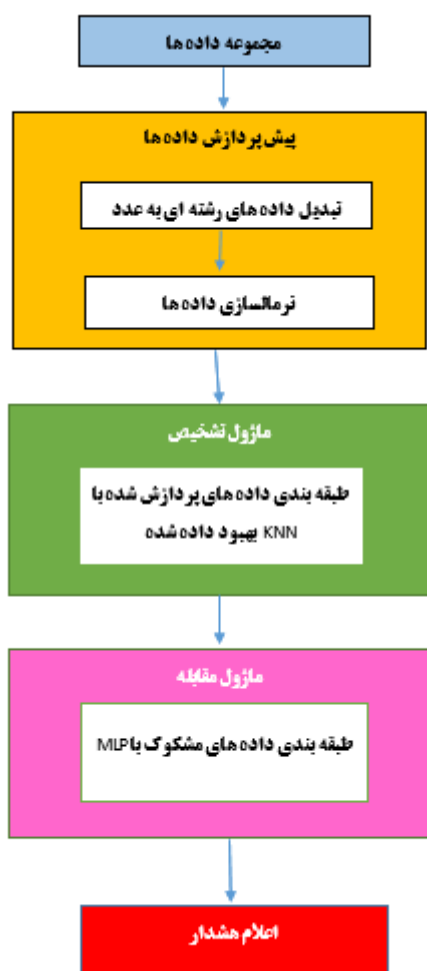 مجموعه داده ها
پیش پردازش داده ها
تبدیل داده های رشته ای به عدد
نرمالسازی داده ها
ماژول تشخیص
طبقه بندی داده های پردازش شده با
KNN بهبود داده شده
ماژول مقابله
طبقه بندی داده های مشکوک با MLP
اعلام هشدار